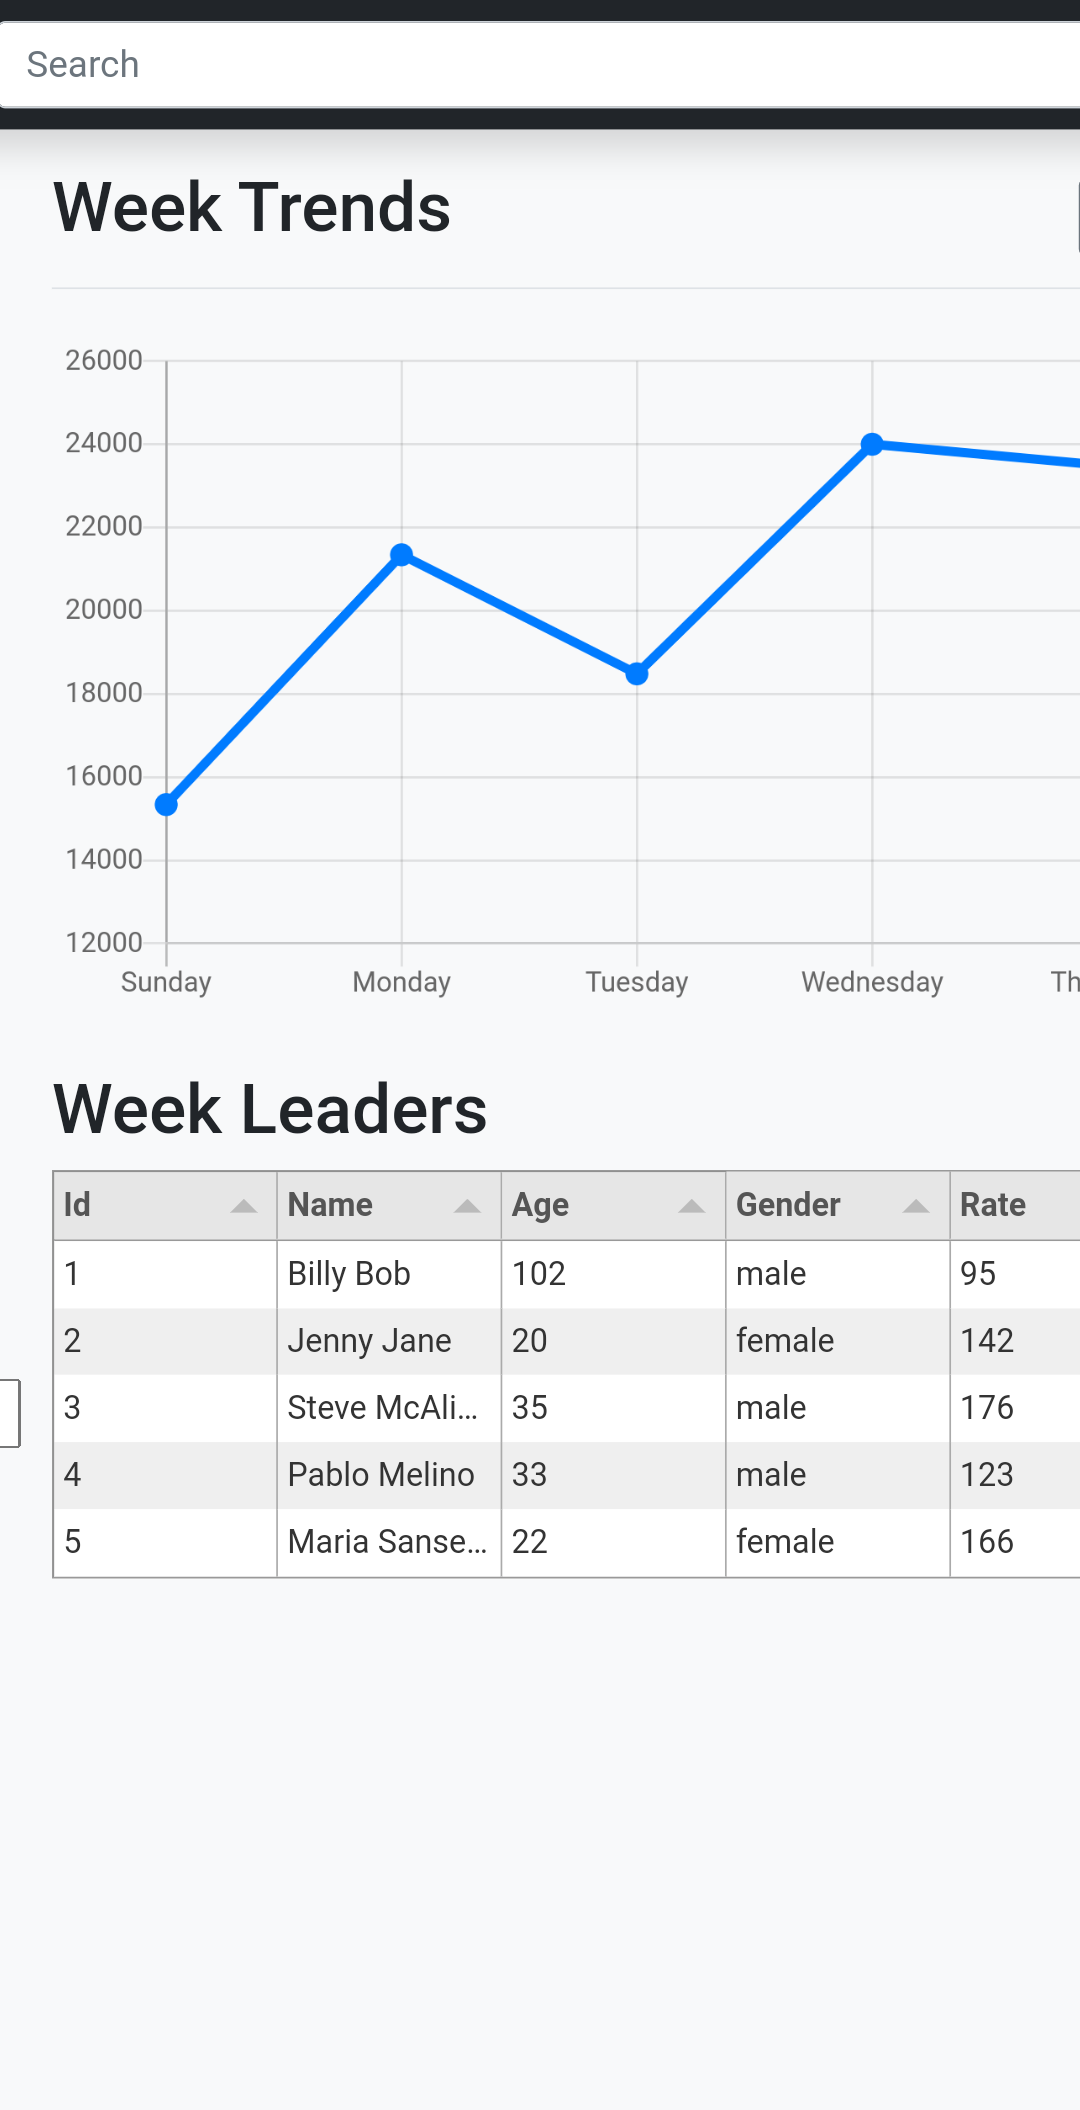 Search
Week Trends
26000
24000
22000
20000
18000
16000
14000
12000
Sunday Monday Tuesday Wednesday Th
Week Leaders
Id Name Age Gender Rate
1 Billy Bob 102 male 95
2 Jenny Jane 20 female 142
3 Steve McAli... 35 male 176
4 Pablo Melino 33 male 123
5 Maria Sanse... 22 female 166